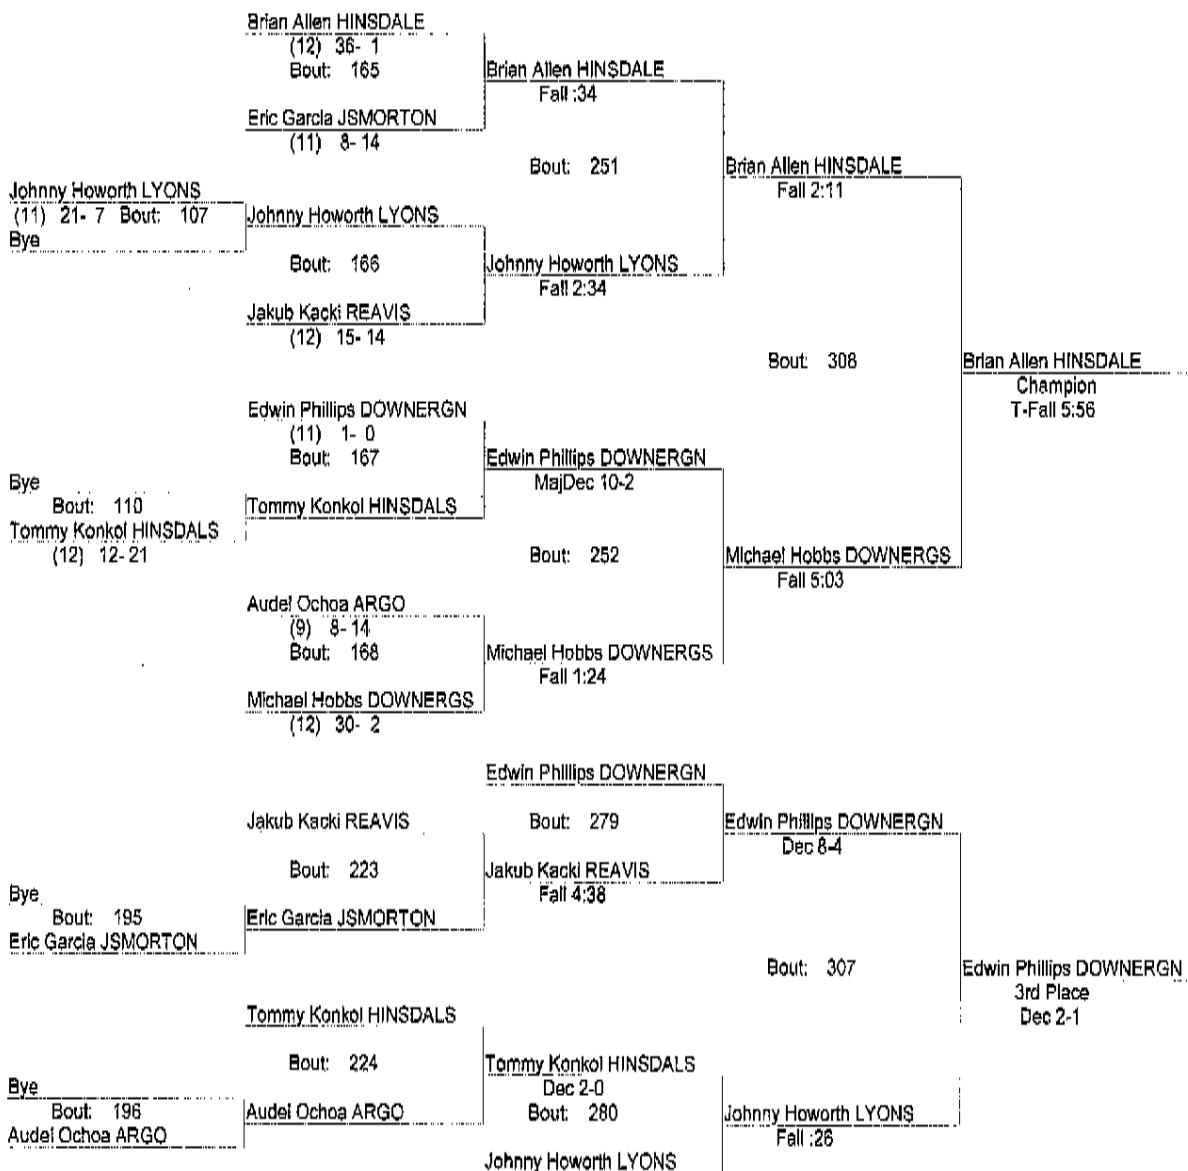 Brian Allen HINSDALE
(12) 36- 1
Bout: 165
Brian Allen HINSDALE
Fall :34
Eric Garcia JSMORTON
(11) 8- 14
Bout: 251
Brian Allen HINSDALE
Fall 2:11
Johnny Howorth LYONS
(11) 21- 7 Bout: 107
Bye
Johnny Howorth LYONS
Bout: 166
Johnny Howorth LYONS
Fall 2:34
Jakub Kacki REAVIS
(12) 15- 14
Bout: 308
Brian Allen HINSDALE
Champion
T-Fall 5:56
Edwin Phillips DOWNERGN
(11) 1- 0
Bout: 167
Edwin Phillips DOWNERGN
MajDec 10-2
Bye
Bout: 110
Tommy Konkol HINSDALS
(12) 12- 21
Tommy Konkol HINSDALS
Bout: 252
Michael Hobbs DOWNERGS
Fall 5:03
Audel Ochoa ARGO
(9) 8- 14
Bout: 168
Michael Hobbs DOWNERGS
Fall 1:24
Michael Hobbs DOWNERGS
(12) 30- 2
Edwin Phillips DOWNERGN
Bout: 279
Edwin Phillips DOWNERGN
Dec 8-4
Jakub Kacki REAVIS
Bout: 223
Jakub Kacki REAVIS
Fall 4:38
Bye
Bout: 195
Eric Garcia JSMORTON
Eric Garcia JSMORTON
Bout: 307
Edwin Phillips DOWNERGN
3rd Place
Dec 2-1
Tommy Konkol HINSDALS
Bout: 224
Tommy Konkol HINSDALS
Dec 2-0
Bout: 280
Bye
Bout: 196
Audel Ochoa ARGO
Audel Ochoa ARGO
Johnny Howorth LYONS
Fall :26
Johnny Howorth LYONS